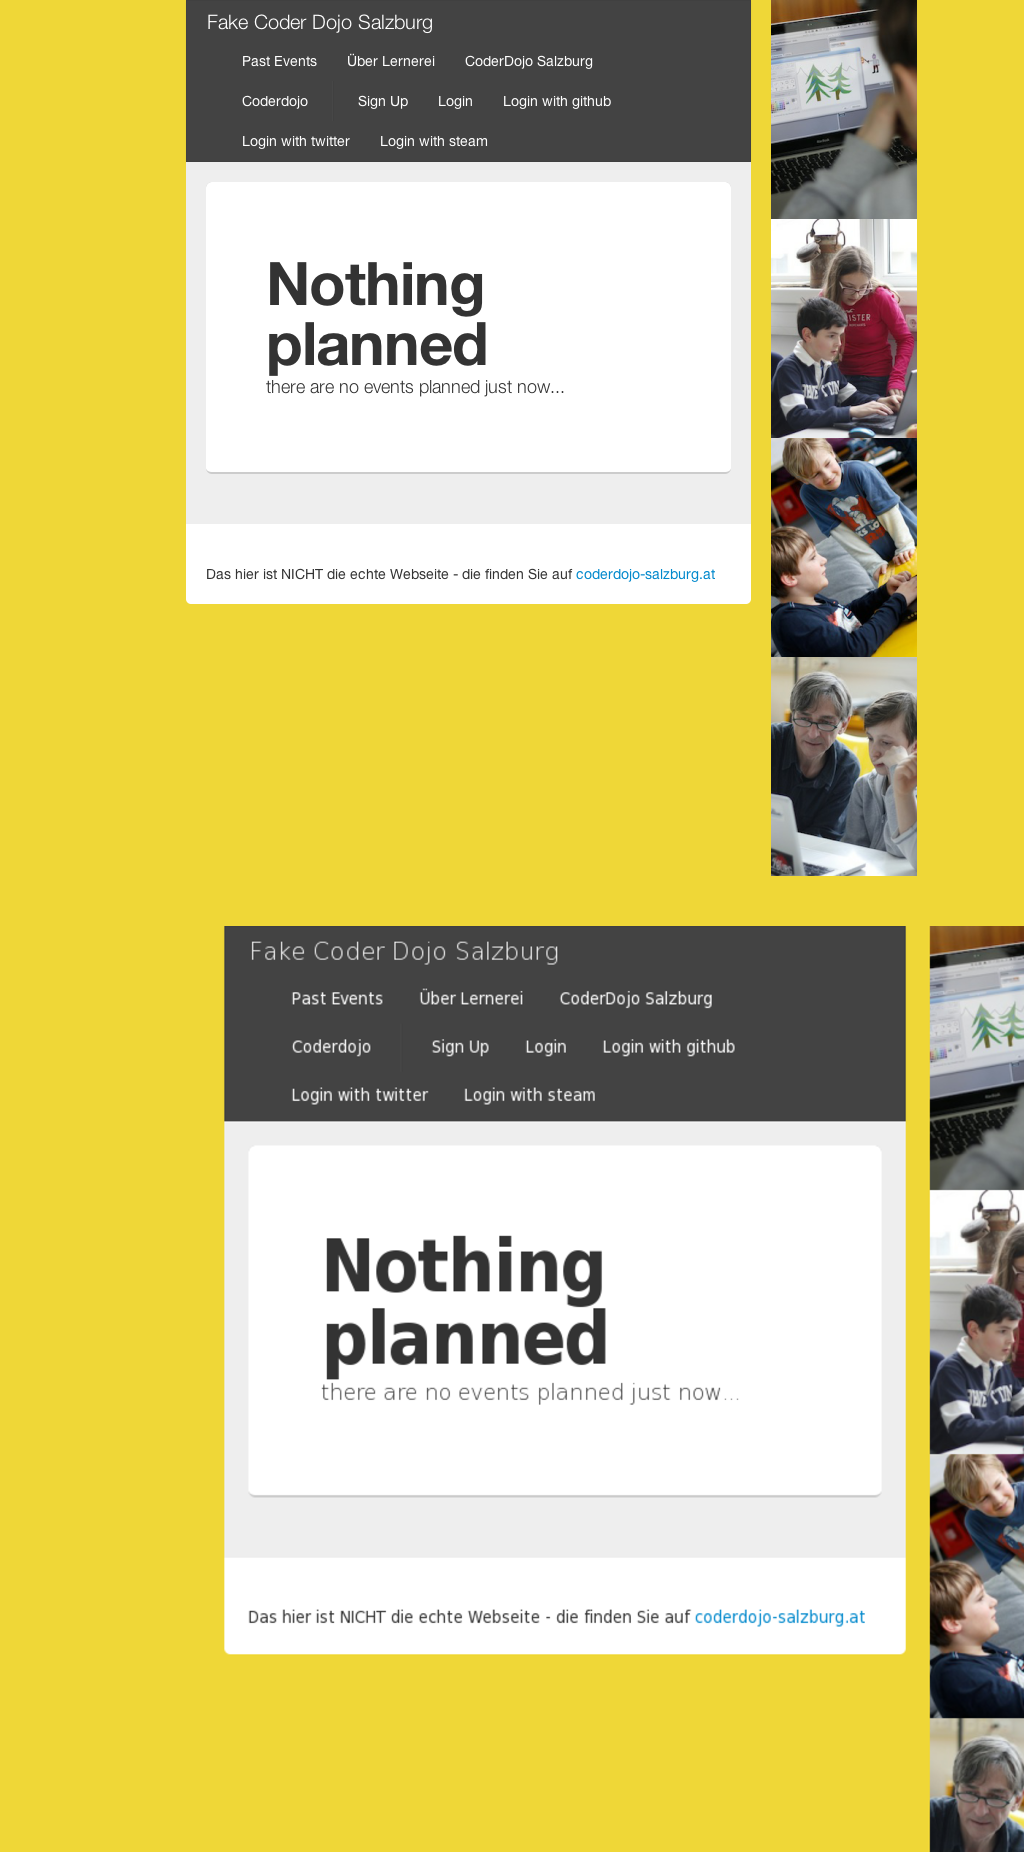 Fake Coder Dojo Salzburg
Past Events Über Lernerei CoderDojo Salzburg
Coderdojo Sign Up Login Login with github
Login with twitter Login with steam
Nothing
planned
there are no events planned just now...
Das hier ist NICHT die echte Webseite - die finden Sie auf coderdojo-salzburg.at
Fake Coder Dojo Salzburg
Past Events Über Lernerei CoderDojo Salzburg
Coderdojo Sign Up Login Login with github
Login with twitter Login with steam
Nothing
planned
there are no events planned just now...
Das hier ist NICHT die echte Webseite - die finden Sie auf coderdojo-salzburg.at